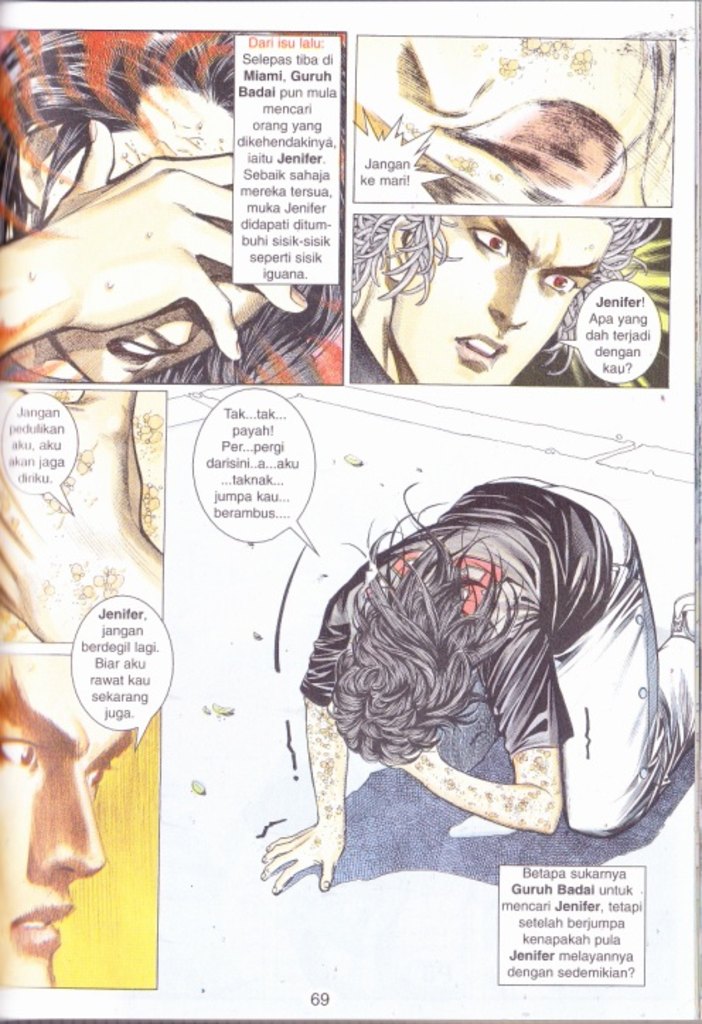 Dari isu lalu:
Selepas tiba di
Miami, Guruh
Badai pun mula
mencari
orang yang
dikehendakinya,
iaitu Jenifer.
Sebaik sahaja
mereka tersua,
muka Jenifer
didapati ditum-
buhi sisik-sisik
seperti sisik
iguana.
Jangan
ke mari!
Jenifer!
Apa yang
dah terjadi
dengan
kau?
Jangan
pedulikan
aku, aku
akan jaga
diriku.
Tak...tak...
payah!
Per...pergi
darisini..a...aku
...taknak...
jumpa kau...
berambus....
Jenifer,
jangan
berdegil lagi.
Biar aku
rawat kau
sekarang
juga.
Betapa sukarnya
Guruh Badai untuk
mencari Jenifer, tetapi
setelah berjumpa
kenapakah pula
Jenifer melayannya
dengan sedemikian?
69